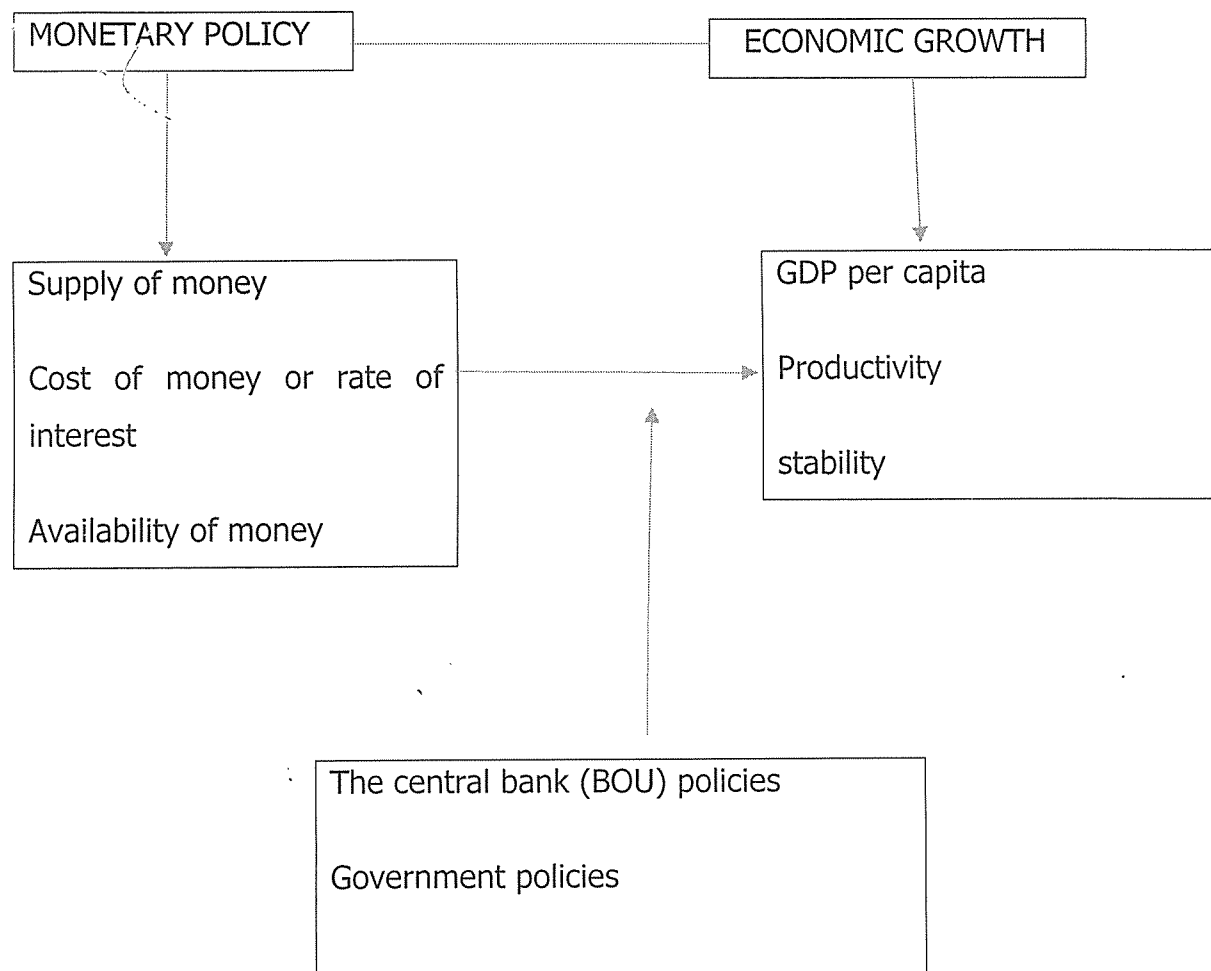 MONETARY POLICY
ECONOMIC GROWTH
Supply of money
Cost of money or rate of
interest
Availability of money
GDP per capita
Productivity
stability
The central bank (BOU) policies
Government policies